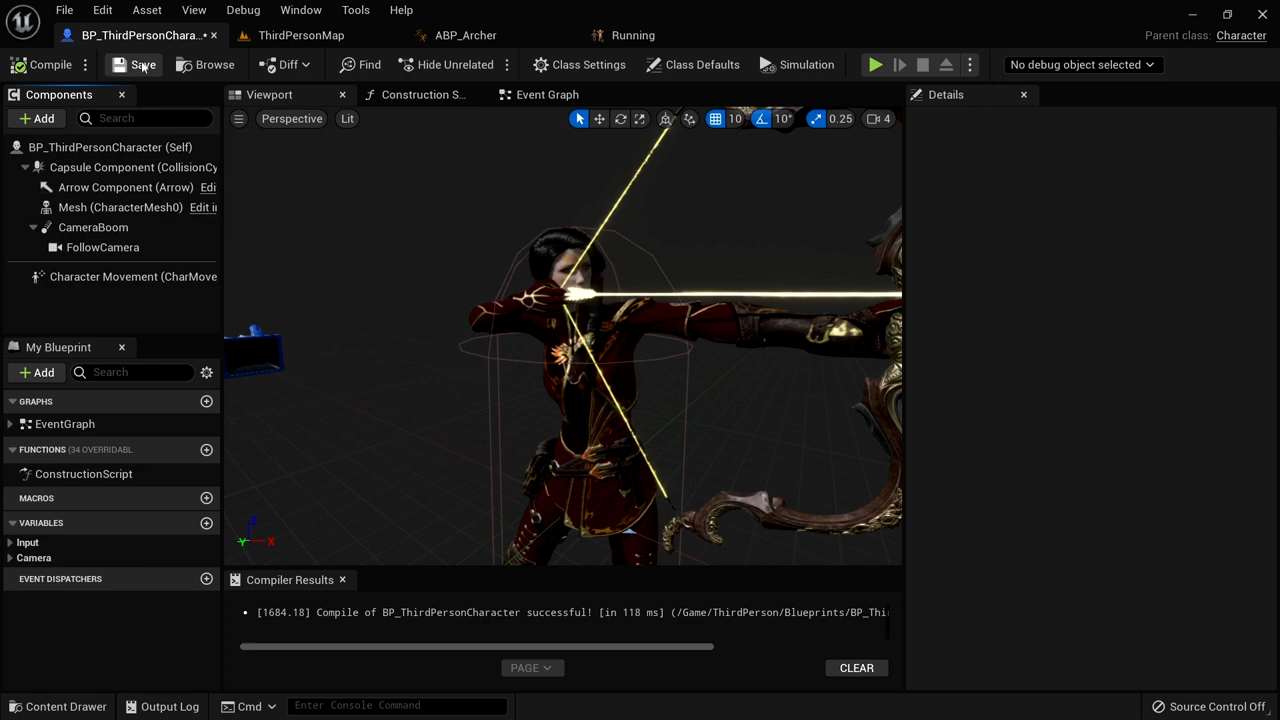 File Edit Asset View Debug Window Tools Help
BP_ThirdPersonChara...• ThirdPersonMap ABP_Archer Running
Parent class: Character
Compile Save Browse Diff Find Hide Unrelated Class Settings Class Defaults Simulation No debug object selected
Components
Add Search
BP_ThirdPersonCharacter (Self)
Capsule Component (CollisionCy
Arrow Component (Arrow) Edi
Mesh (CharacterMesh0) Edit i
CameraBoom
FollowCamera
Character Movement (CharMove
My Blueprint
Add Search
GRAPHS
EventGraph
FUNCTIONS (34 OVERRIDABL
ConstructionScript
MACROS
VARIABLES
Input
Camera
EVENT DISPATCHERS
Viewport Construction S... Event Graph
Perspective Lit 10 10° 0.25 4
Z
Y X
Compiler Results
• [1684.18] Compile of BP_ThirdPersonCharacter successful! [in 118 ms] (/Game/ThirdPerson/Blueprints/BP_Thi
PAGE CLEAR
Details
Content Drawer Output Log Cmd Enter Console Command Source Control Off